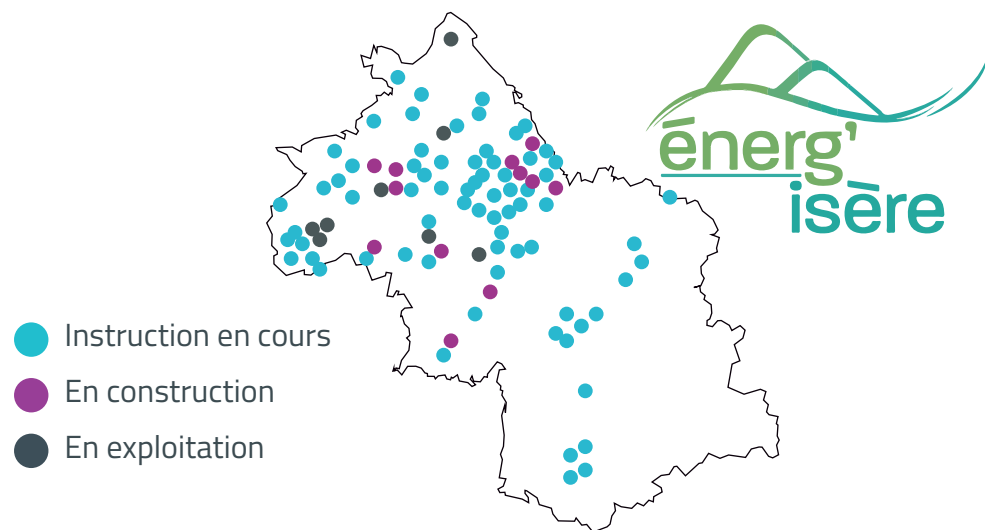 énerg'
isère
Instruction en cours
En construction
En exploitation